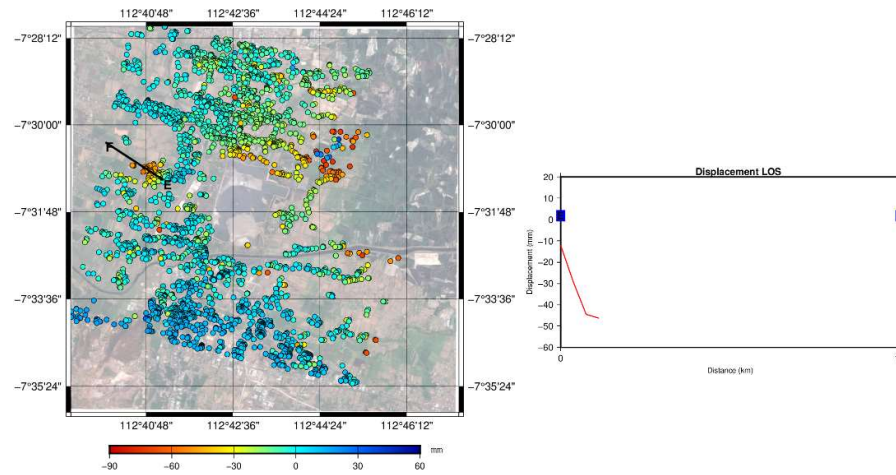 112°40'48" 112°42'36" 112°44'24" 112°46'12"
−7°28'12" −7°28'12"
−7°30'00" −7°30'00"
−7°31'48" −7°31'48"
−7°33'36" −7°33'36"
−7°35'24" −7°35'24"
E
112°40'48" 112°42'36" 112°44'24" 112°46'12"
−90 −60 −30 0 30 60
mm
Displacement LOS
Displacement (mm)
20
10
0
−10
−20
−30
−40
−50
−60
0
Distance (km)